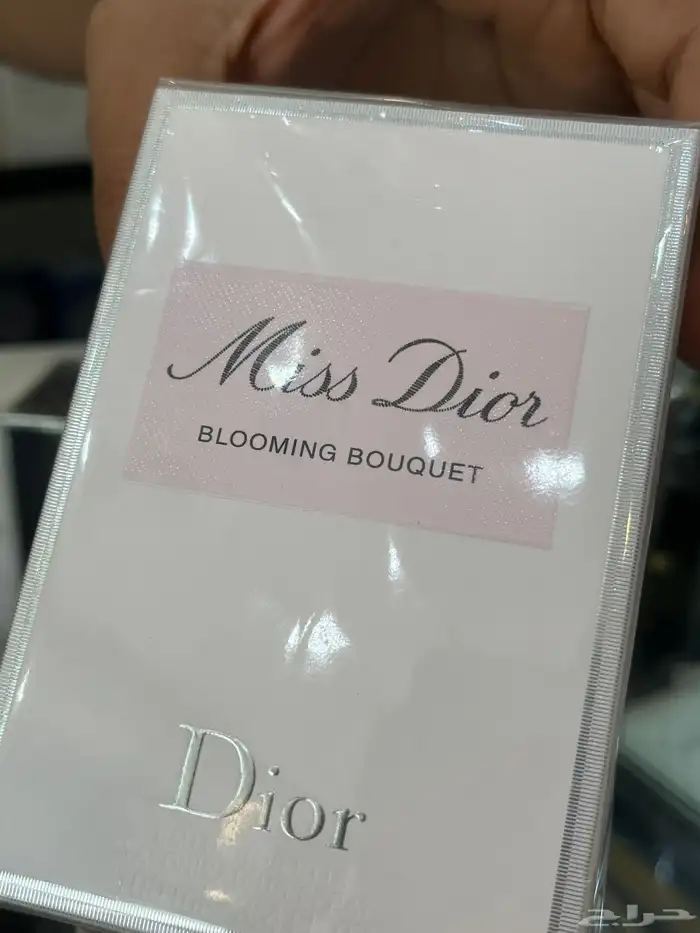 Miss Dior
BLOOMING BOUQUET
Dior
حراج